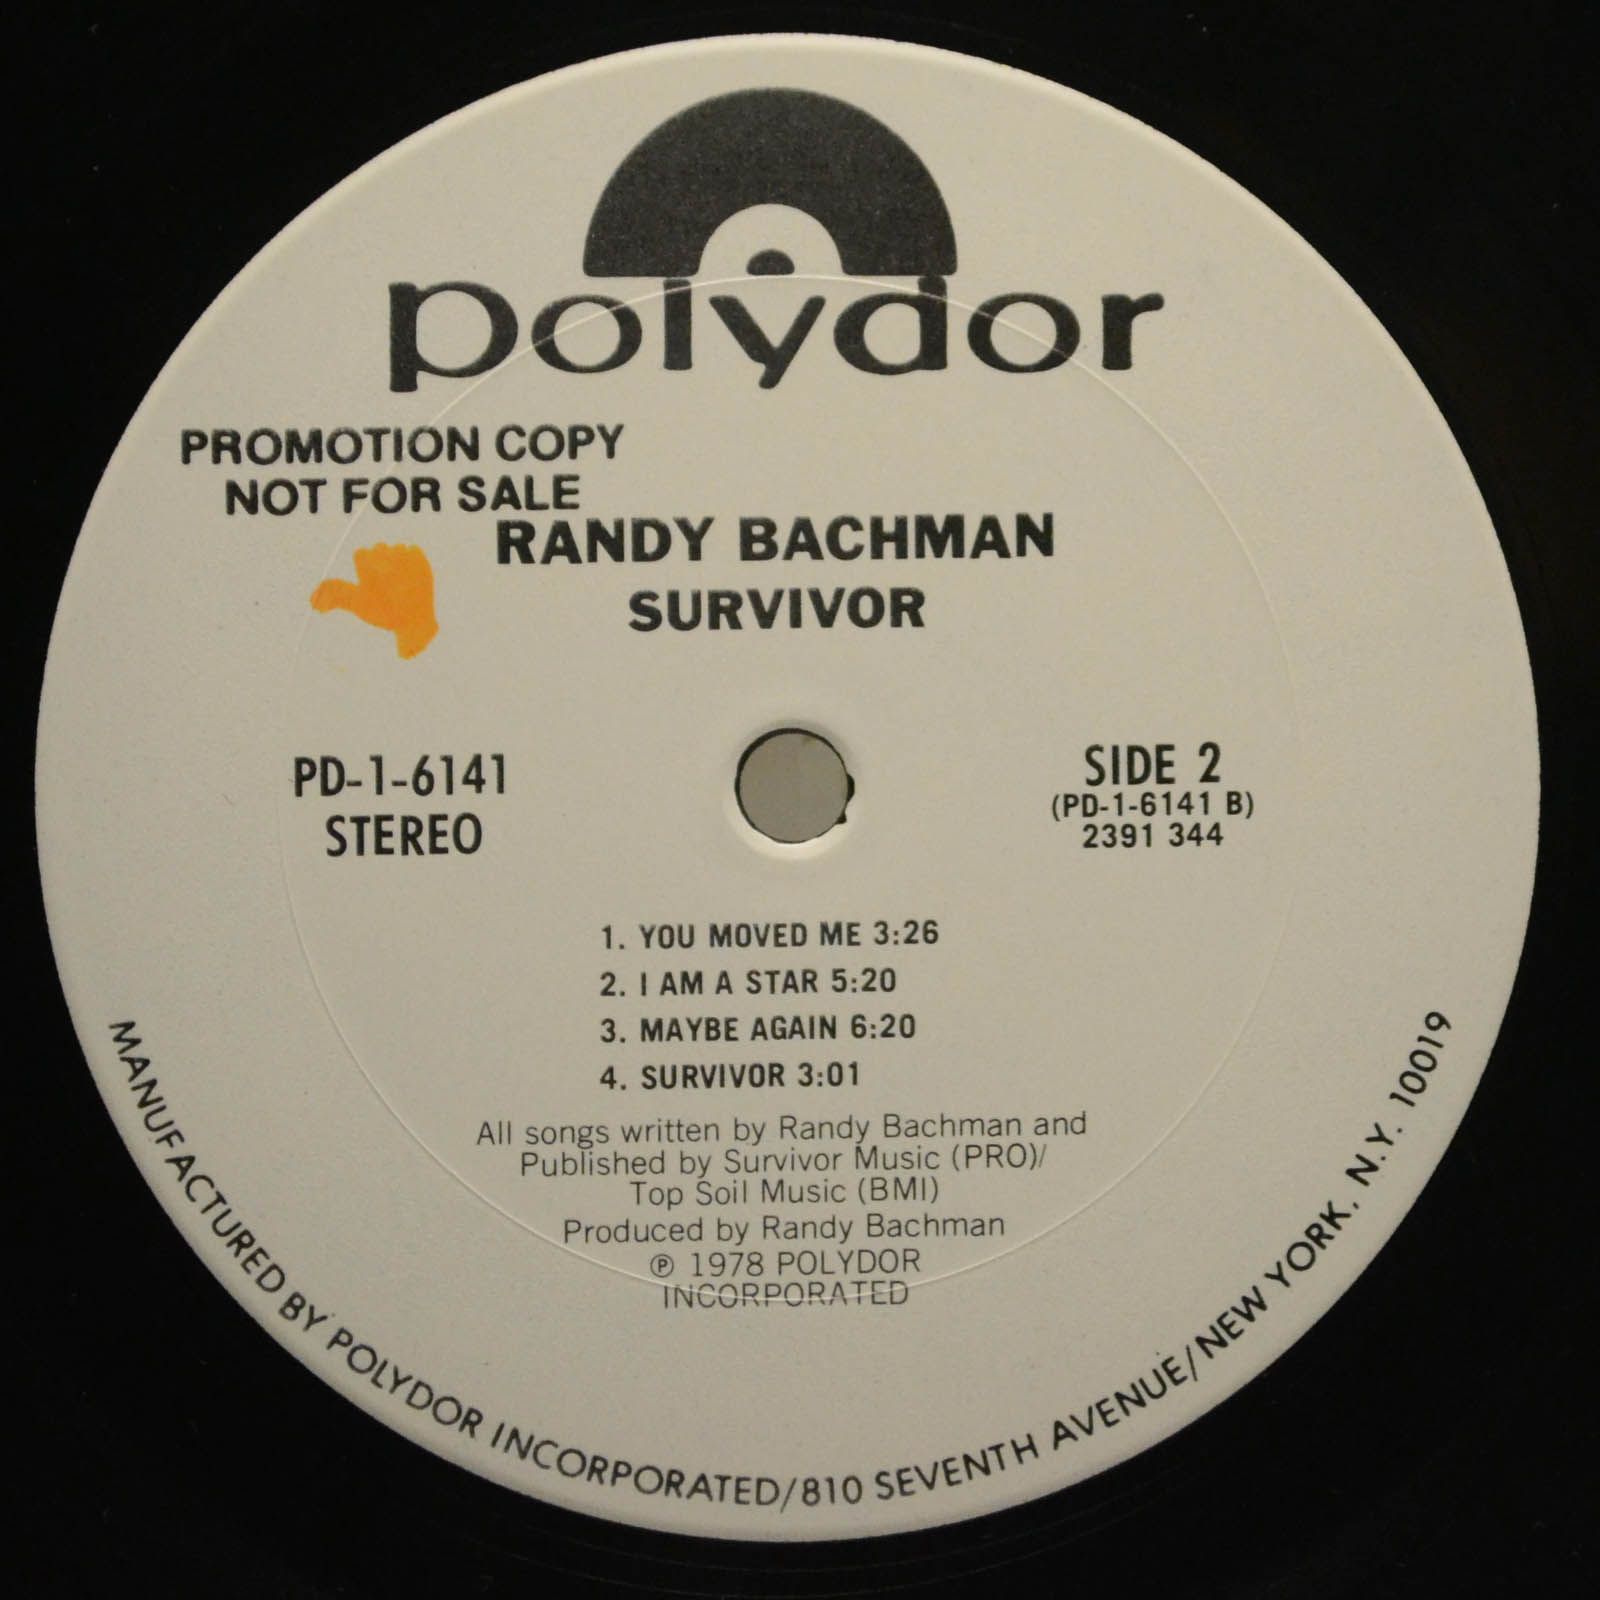 polydor
PROMOTION COPY
NOT FOR SALE
RANDY BACHMAN
SURVIVOR
PD-1-6141
STEREO
SIDE 2
(PD-1-6141 B)
2391 344
1. YOU MOVED ME 3:26
2. I AM A STAR 5:20
3. MAYBE AGAIN 6:20
4. SURVIVOR 3:01
All songs written by Randy Bachman and
Published by Survivor Music (PRO)/
Top Soil Music (BMI)
Produced by Randy Bachman
℗ 1978 POLYDOR
INCORPORATED
MANUFACTURED BY POLYDOR INCORPORATED/810 SEVENTH AVENUE/NEW YORK, N.Y. 10019